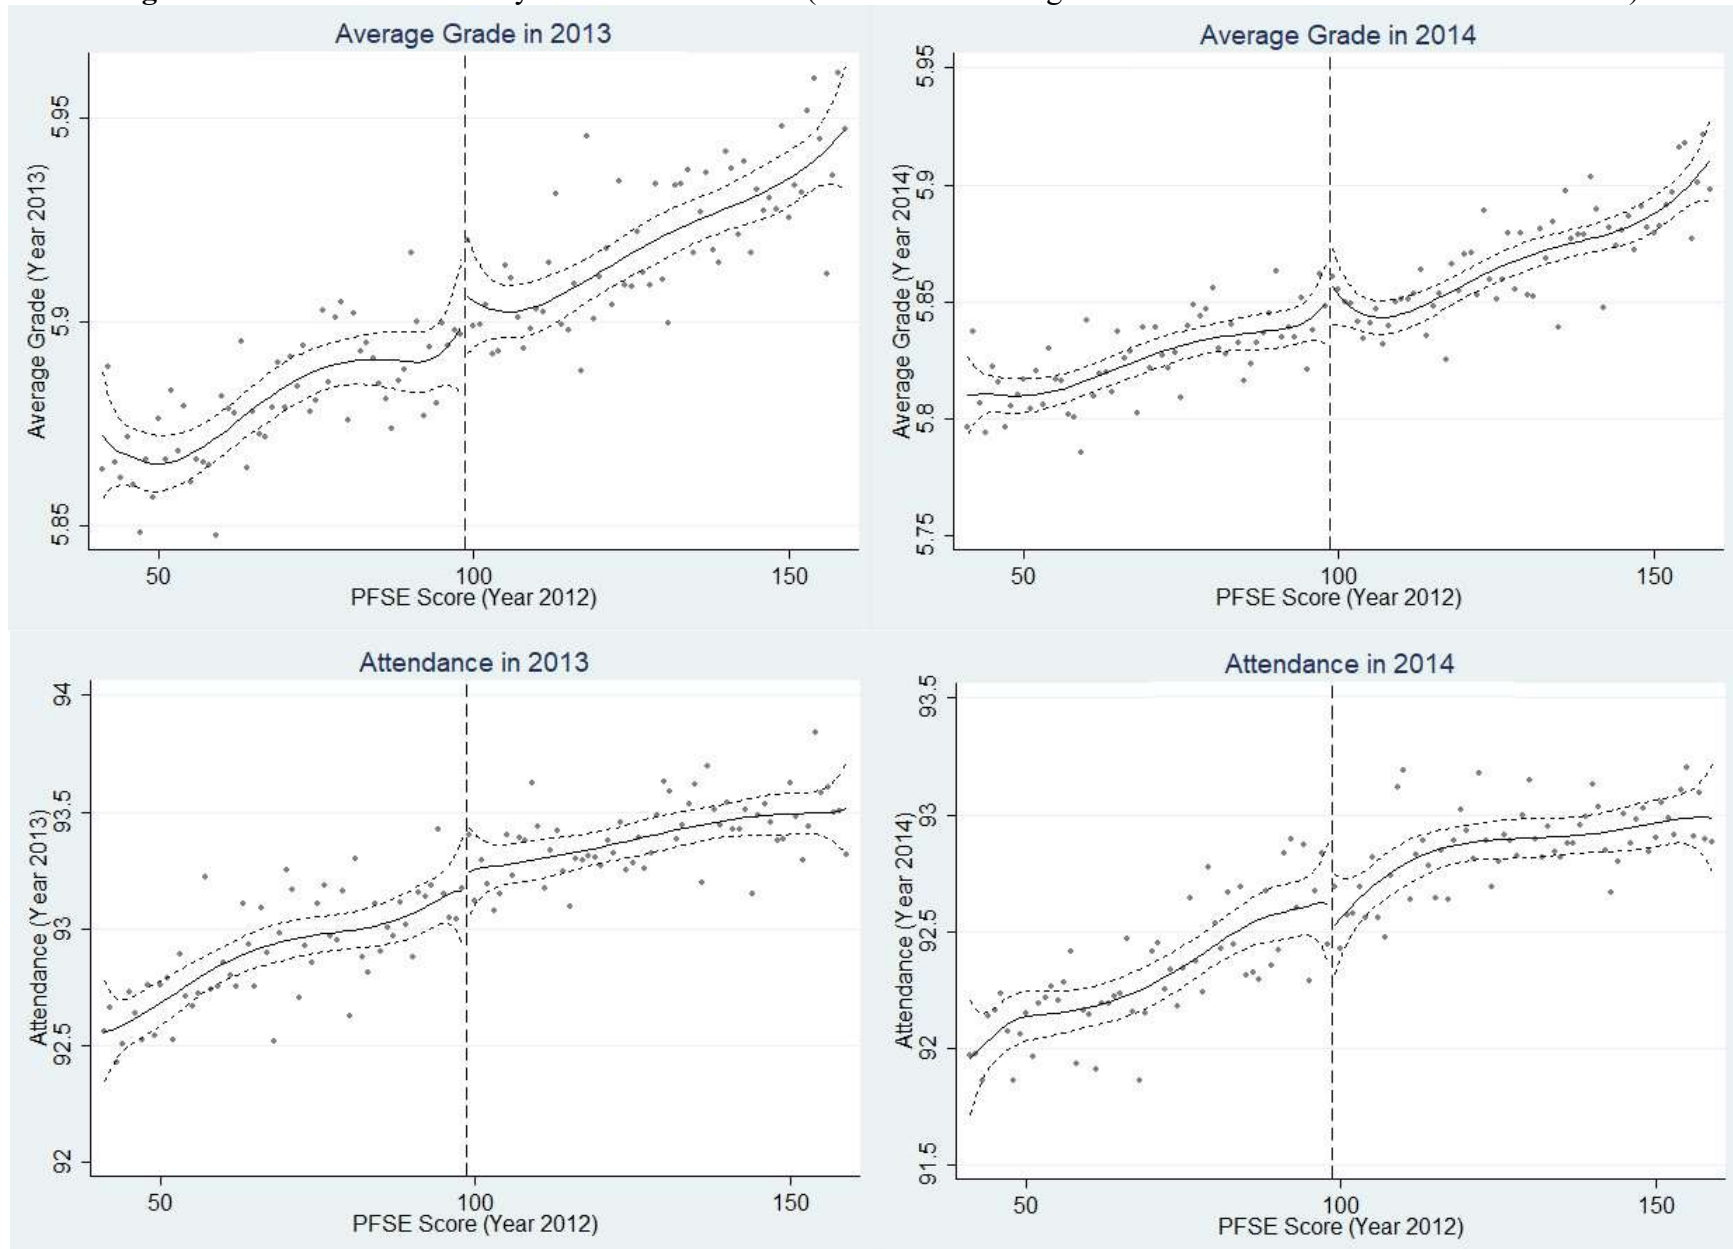 Average Grade in 2013
Average Grade (Year 2013)
5.95
5.9
5.85
50 100 150
PFSE Score (Year 2012)
Average Grade in 2014
Average Grade (Year 2014)
5.95
5.9
5.85
5.8
5.75
50 100 150
PFSE Score (Year 2012)
Attendance in 2013
Attendance (Year 2013)
94
93.5
93
92.5
92
50 100 150
PFSE Score (Year 2012)
Attendance in 2014
Attendance (Year 2014)
93.5
93
92.5
92
91.5
50 100 150
PFSE Score (Year 2012)